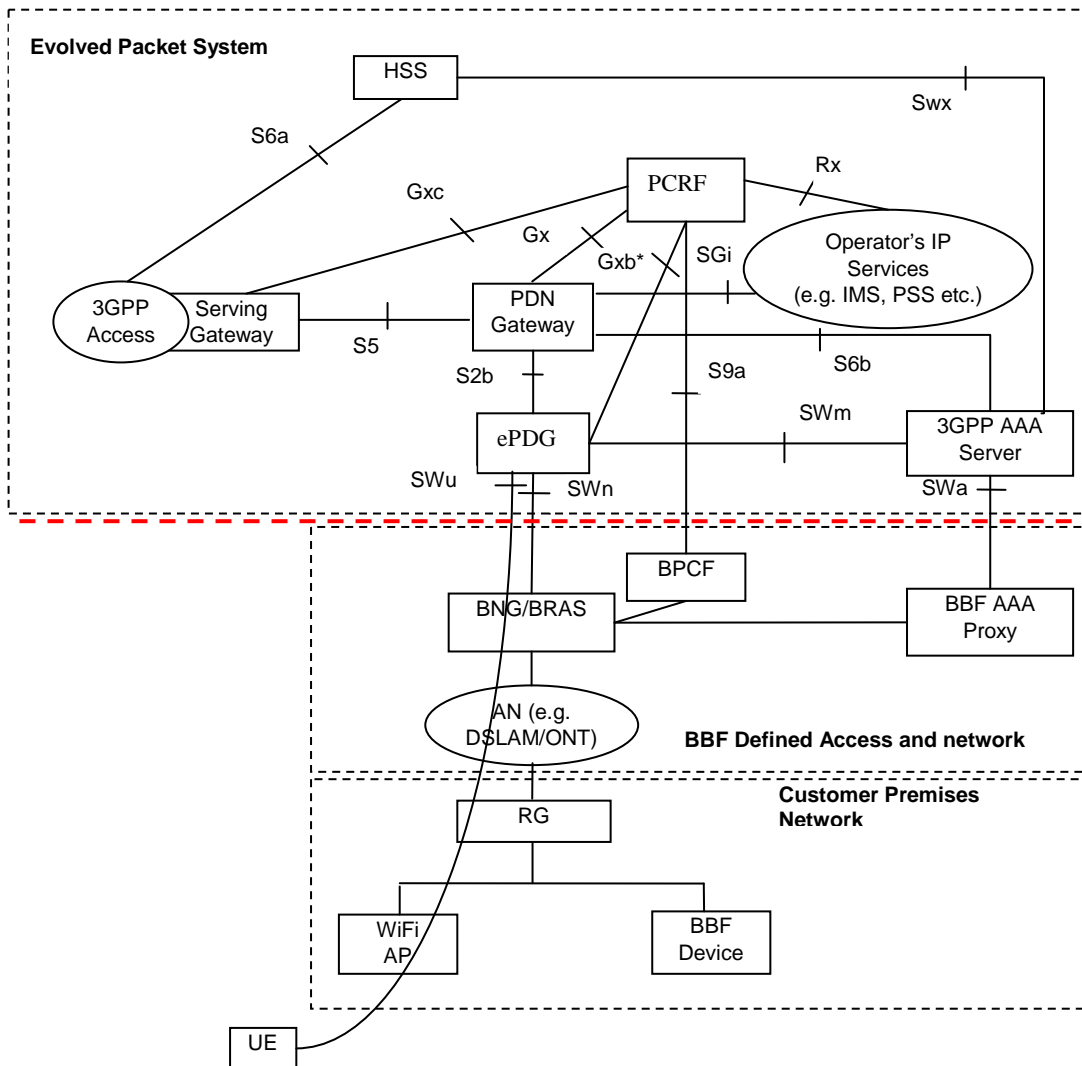 Evolved Packet System
HSS
Swx
S6a
Rx
PCRF
Gxc
Gx
Gxb*
SGi
Operator's IP
Services
(e.g. IMS, PSS etc.)
3GPP
Access
Serving
Gateway
PDN
Gateway
S5
S6b
S2b
S9a
SWm
ePDG
3GPP AAA
Server
SWu
SWn
SWa
BPCF
BNG/BRAS
BBF AAA
Proxy
AN (e.g.
DSLAM/ONT)
BBF Defined Access and network
Customer Premises
Network
RG
WiFi
AP
BBF
Device
UE